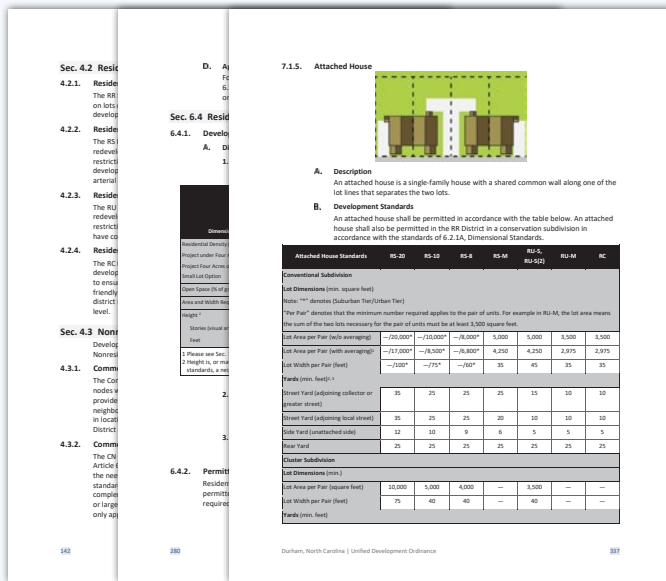 Sec. 4.2 Resid
4.2.1. Reside
The RR
on lots
develop
4.2.2. Reside
The RS
redevel
restricti
develop
arterial
4.2.3. Reside
The RU
redevel
restricti
have co
4.2.4. Reside
The RC
develop
to ensu
friendly
district
level.
Sec. 4.3 Nonr
Develop
Nonresi
4.3.1. Comm
The Con
nodes w
provide
neighbo
in locati
District
4.3.2. Comme
The CN
Article 6
the nee
standar
complen
or large
only app
142
D. Ap
Fo
6.
or
Sec. 6.4 Resid
6.4.1. Develo
A. Di
1.
Dimensio
Residential Density
Project under Four A
Project Four Acres o
Small Lot Option
Open Space (% of gr
Area and Width Req
Height ²
Stories (visual ar
Feet
1 Please see Sec.
2 Height is, or ma
standards, a ne
2.
3.
6.4.2. Permitt
Residen
permitte
required
280
7.1.5. Attached House
A. Description
An attached house is a single-family house with a shared common wall along one of the
lot lines that separates the two lots.
B. Development Standards
An attached house shall be permitted in accordance with the table below. An attached
house shall also be permitted in the RR District in a conservation subdivision in
accordance with the standards of 6.2.1A, Dimensional Standards.
Attached House Standards RS-20 RS-10 RS-8 RS-M RU-5, RU-5(2) RU-M RC
Conventional Subdivision
Lot Dimensions (min. square feet)
Note: "*" denotes (Suburban Tier/Urban Tier)
"Per Pair" denotes that the minimum number required applies to the pair of units. For example in RU-M, the lot area means
the sum of the two lots necessary for the pair of units must be at least 3,500 square feet.
Lot Area per Pair (w/o averaging) —/20,000* —/10,000* —/8,000* 5,000 5,000 3,500 3,500
Lot Area per Pair (with averaging)¹ —/17,000* —/8,500* —/6,800* 4,250 4,250 2,975 2,975
Lot Width per Pair (feet) —/100* —/75* —/60* 35 45 35 35
Yards (min. feet)²˒ ³
Street Yard (adjoining collector or
greater street) 35 25 25 25 15 10 10
Street Yard (adjoining local street) 35 25 25 20 10 10 10
Side Yard (unattached side) 12 10 9 6 5 5 5
Rear Yard 25 25 25 25 25 25 25
Cluster Subdivision
Lot Dimensions (min.)
Lot Area per Pair (square feet) 10,000 5,000 4,000 — 3,500 — —
Lot Width per Pair (feet) 75 40 40 — 40 — —
Yards (min. feet)
Durham, North Carolina | Unified Development Ordinance 337